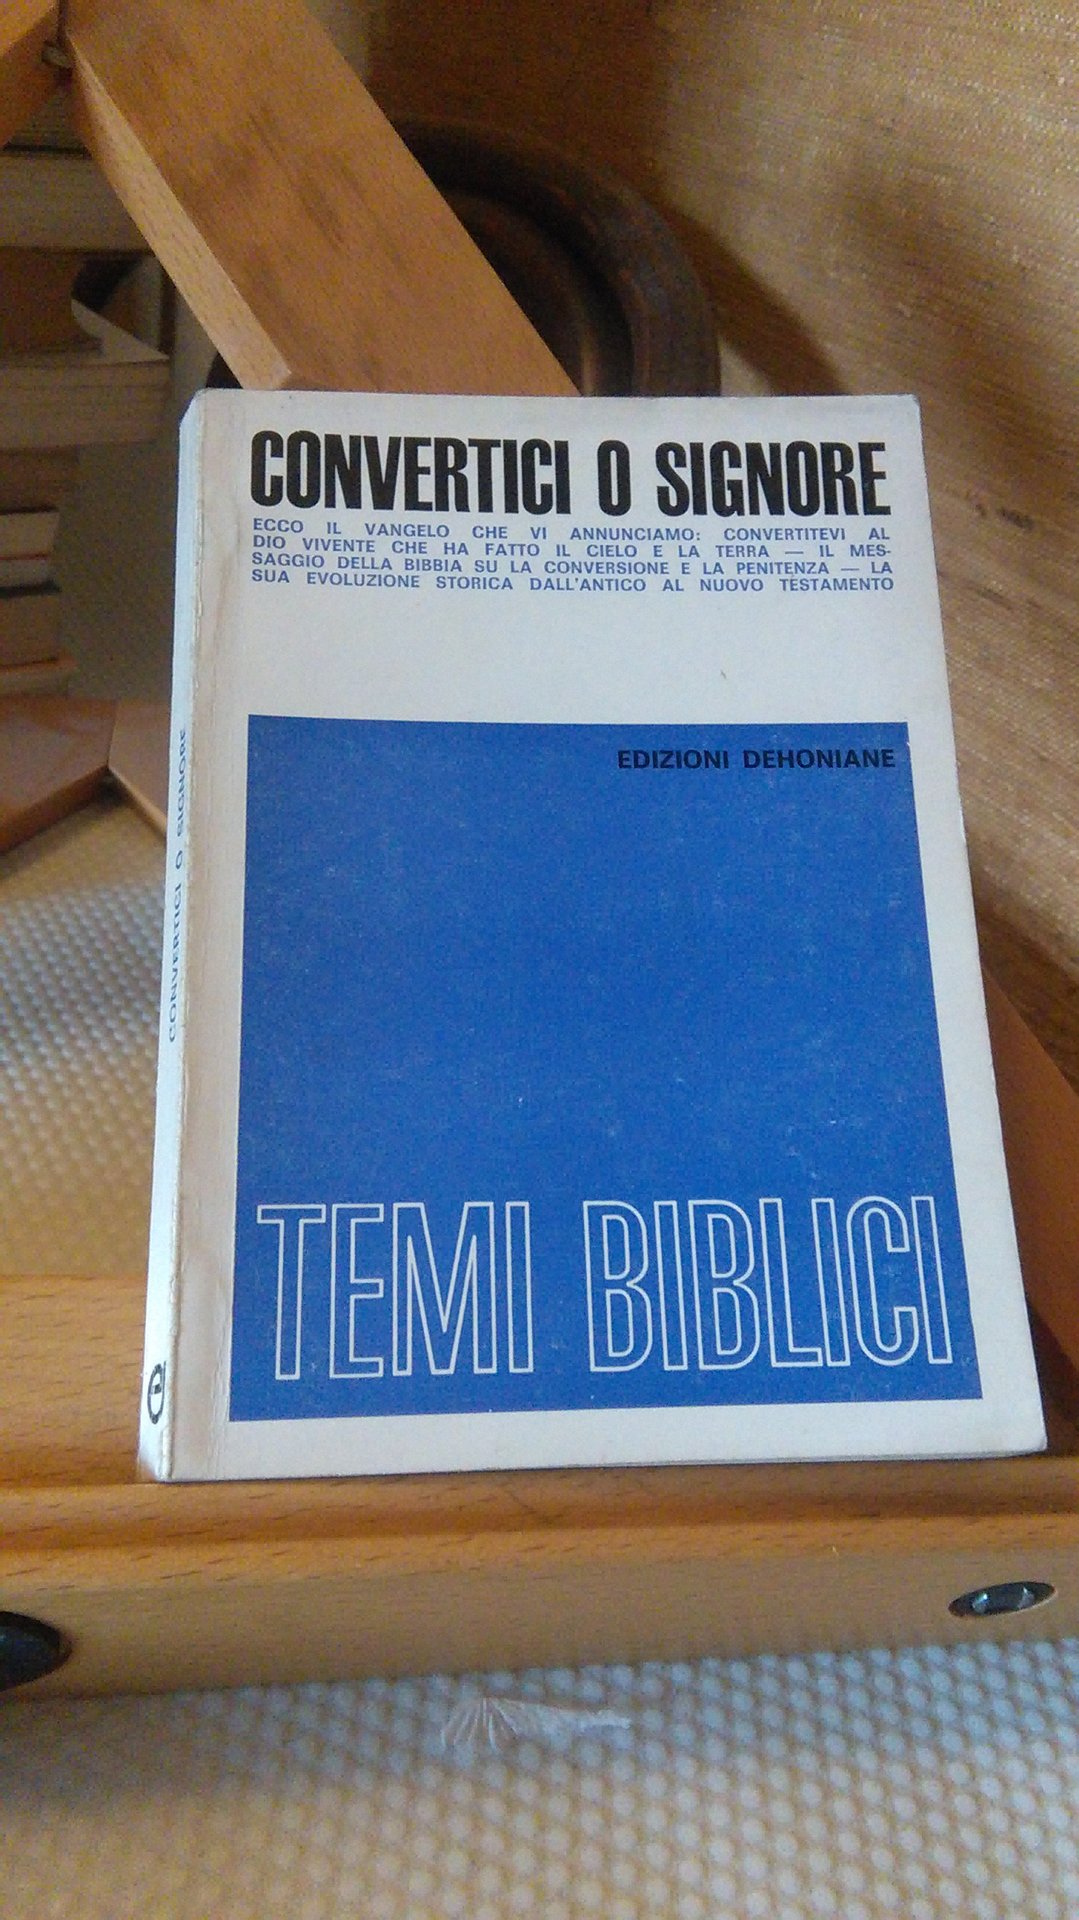 CONVERTICI O SIGNORE
ECCO IL VANGELO CHE VI ANNUNCIAMO: CONVERTITEVI AL
DIO VIVENTE CHE HA FATTO IL CIELO E LA TERRA — IL MES-
SAGGIO DELLA BIBBIA SU LA CONVERSIONE E LA PENITENZA — LA
SUA EVOLUZIONE STORICA DALL'ANTICO AL NUOVO TESTAMENTO
EDIZIONI DEHONIANE
TEMI BIBLICI
CONVERTICI O SIGNORE